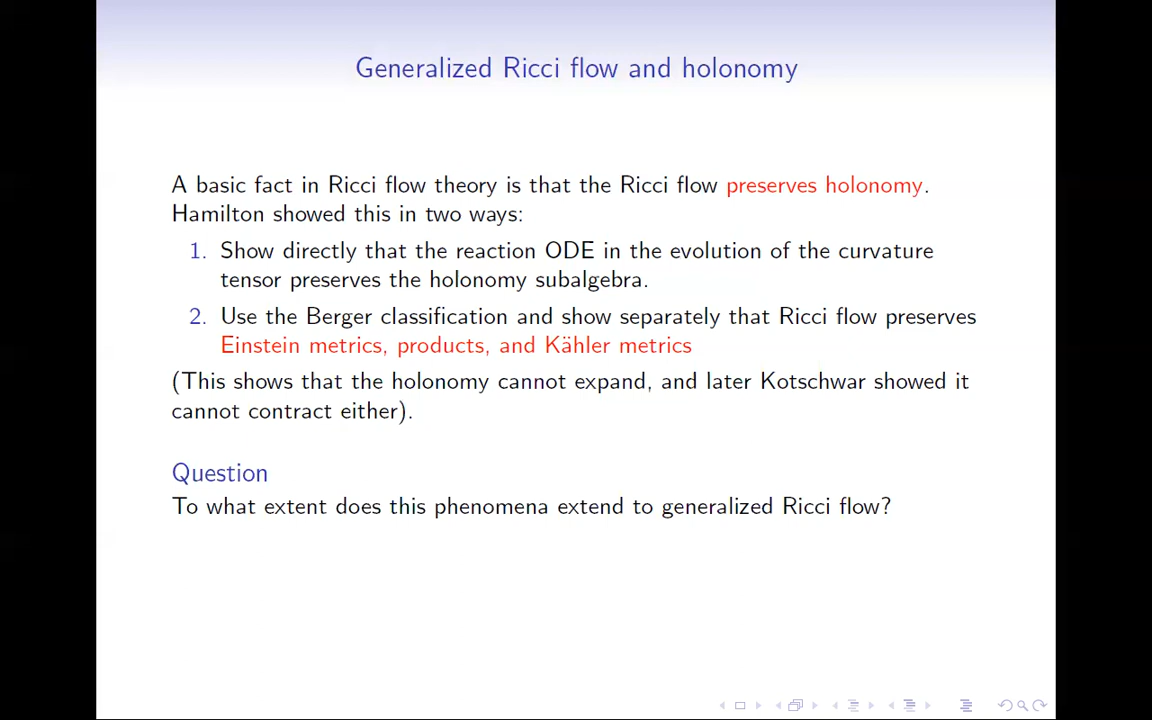 Generalized Ricci flow and holonomy
A basic fact in Ricci flow theory is that the Ricci flow preserves holonomy.
Hamilton showed this in two ways:
1. Show directly that the reaction ODE in the evolution of the curvature
tensor preserves the holonomy subalgebra.
2. Use the Berger classification and show separately that Ricci flow preserves
Einstein metrics, products, and Kähler metrics
(This shows that the holonomy cannot expand, and later Kotschwar showed it
cannot contract either).
Question
To what extent does this phenomena extend to generalized Ricci flow?